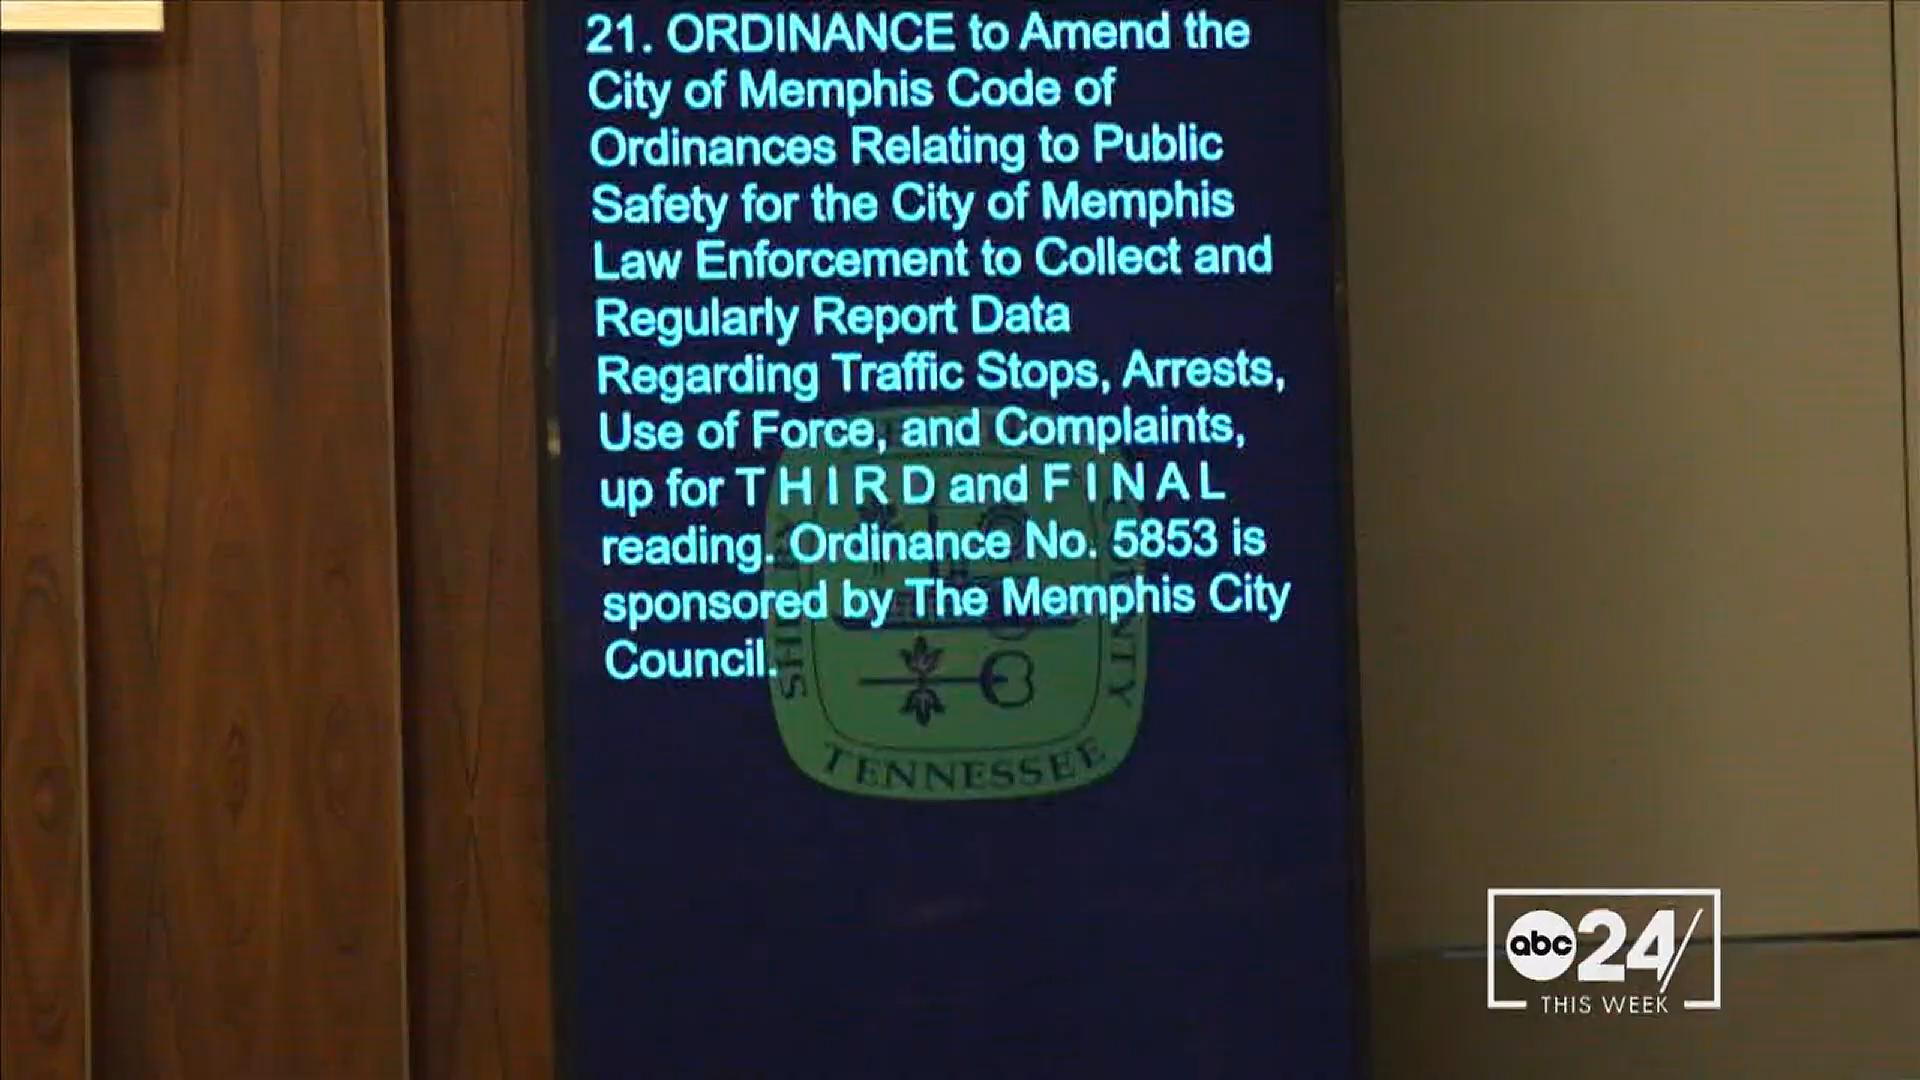 21. ORDINANCE to Amend the
City of Memphis Code of
Ordinances Relating to Public
Safety for the City of Memphis
Law Enforcement to Collect and
Regularly Report Data
Regarding Traffic Stops, Arrests,
Use of Force, and Complaints,
up for T H I R D and F I N A L
reading. Ordinance No. 5853 is
sponsored by The Memphis City
Council.
TENNESSEE
abc 24
THIS WEEK